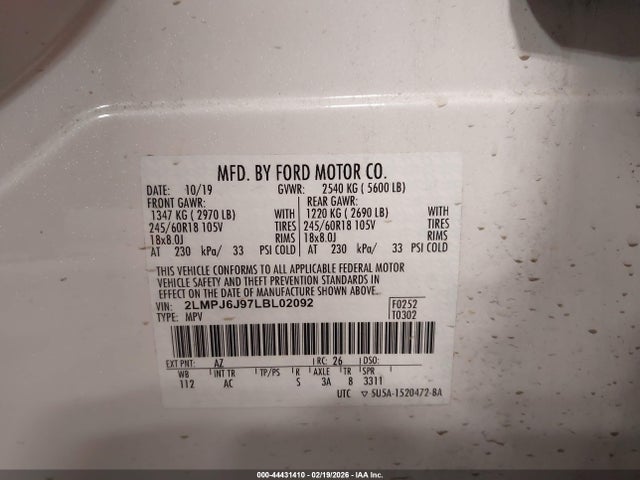 MFD. BY FORD MOTOR CO.
DATE: 10/19 GVWR: 2540 KG ( 5600 LB)
FRONT GAWR: REAR GAWR:
1347 KG ( 2970 LB) WITH 1220 KG ( 2690 LB) WITH
245/60R18 105V TIRES 245/60R18 105V TIRES
18x8.0J RIMS 18x8.0J RIMS
AT 230 kPa/ 33 PSI COLD AT 230 kPa/ 33 PSI COLD
THIS VEHICLE CONFORMS TO ALL APPLICABLE FEDERAL MOTOR
VEHICLE SAFETY AND THEFT PREVENTION STANDARDS IN
EFFECT ON THE DATE OF MANUFACTURE SHOWN ABOVE.
VIN: 2LMPJ6J97LBL02092 F0252
TYPE: MPV T0302
EXT PNT: AZ RC: 26 DSO:
WB INT TR TP/PS R AXLE TR SPR
112 AC S 3A 8 3311
UTC ▽ 5U5A-1520472-BA
000-44431410 - 02/19/2026 - IAA Inc.